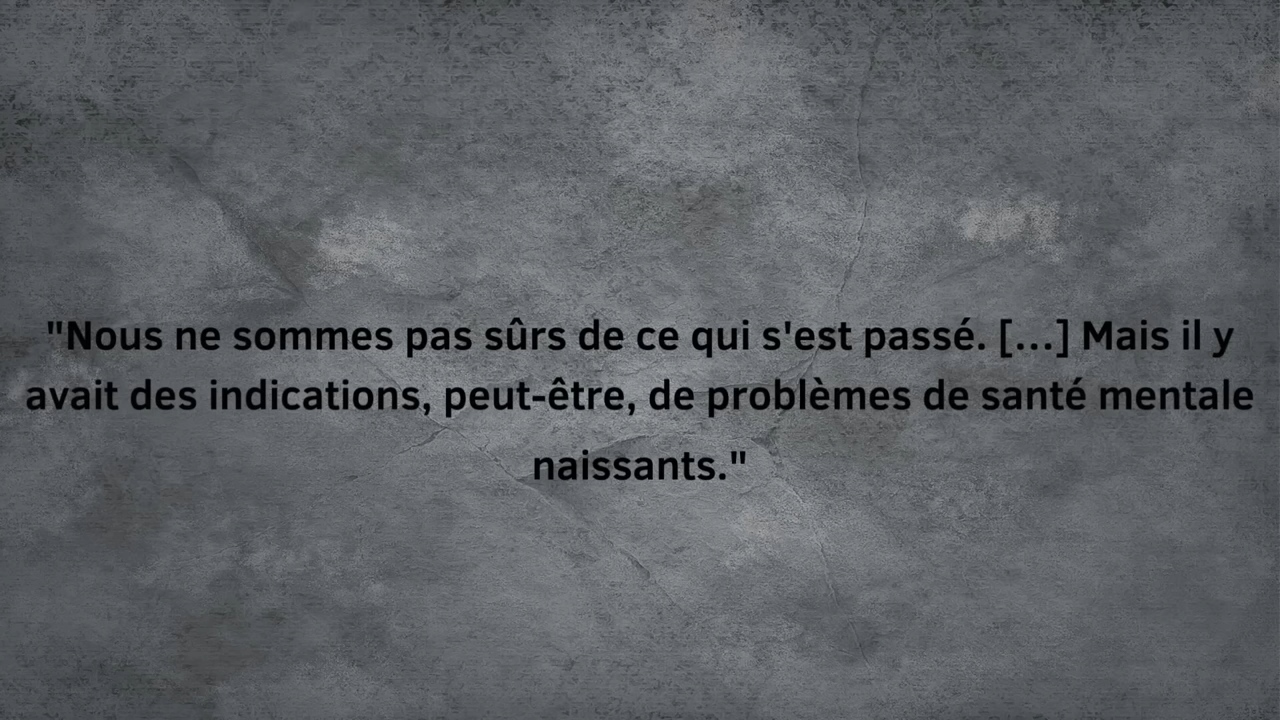 "Nous ne sommes pas sûrs de ce qui s'est passé. [...] Mais il y
avait des indications, peut-être, de problèmes de santé mentale
naissants."